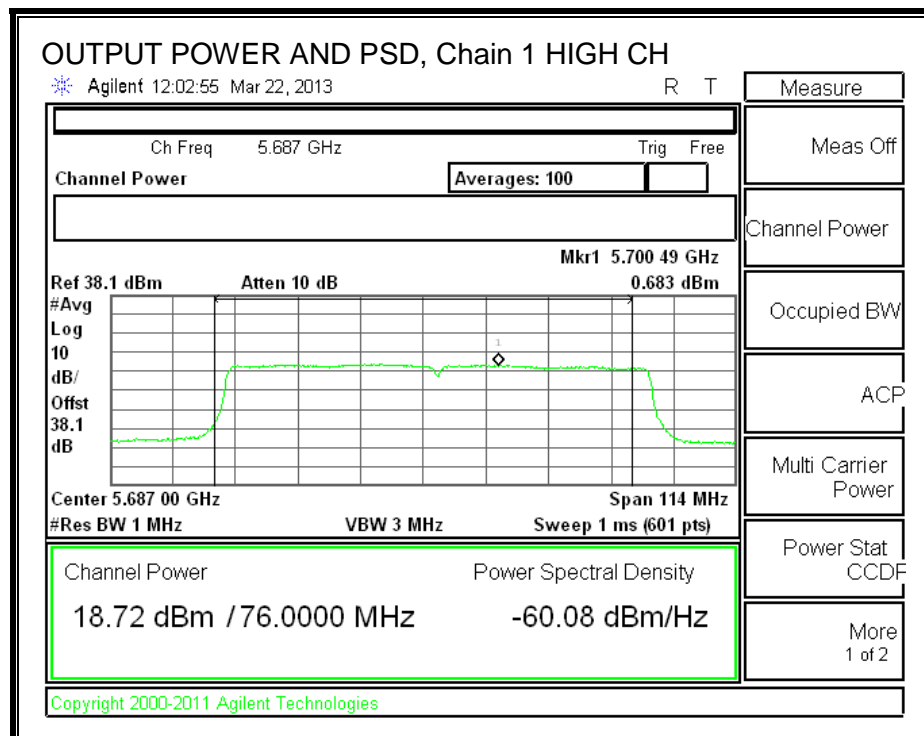 OUTPUT POWER AND PSD, Chain 1 HIGH CH
Agilent 12:02:55 Mar 22, 2013 R T
Ch Freq 5.687 GHz Trig Free
Channel Power Averages: 100
Mkr1 5.700 49 GHz
Ref 38.1 dBm Atten 10 dB 0.683 dBm
#Avg
Log
10
dB/
Offst
38.1
dB
1
Center 5.687 00 GHz Span 114 MHz
#Res BW 1 MHz VBW 3 MHz Sweep 1 ms (601 pts)
Channel Power Power Spectral Density
18.72 dBm / 76.0000 MHz -60.08 dBm/Hz
Copyright 2000-2011 Agilent Technologies
Measure
Meas Off
Channel Power
Occupied BW
ACP
Multi Carrier
Power
Power Stat
CCDF
More
1 of 2